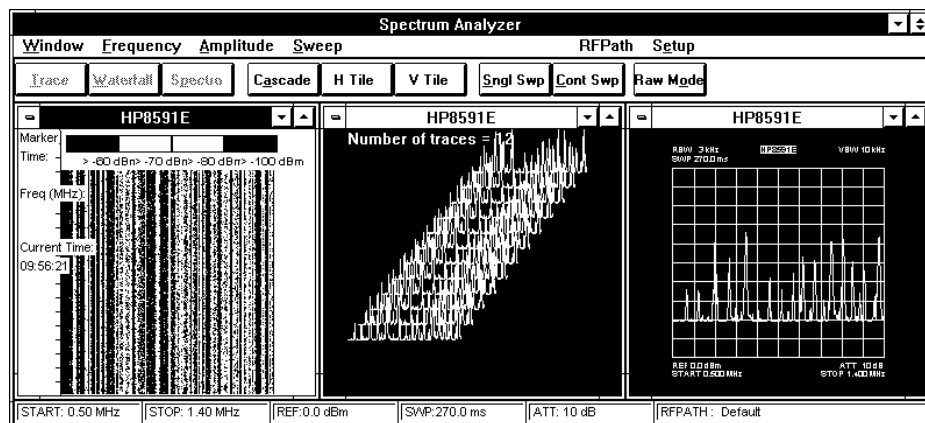 Spectrum Analyzer
Window Frequency Amplitude Sweep RFPath Setup
Trace Waterfall Spectro Cascade H Tile V Tile Sngl Swp Cont Swp Raw Mode
HP8591E
Marker
Time:
> -60 dBm> -70 dBm> -80 dBm> -100 dBm
Freq (MHz):
Current Time:
09:56:21
HP8591E
Number of traces = 12
HP8591E
RBW 3 kHz HP8591E VBW 10 kHz
SWP 270.0 ms
REF 0.0 dBm ATT 10 dB
START 0.500 MHz STOP 1.400 MHz
START: 0.50 MHz STOP: 1.40 MHz REF:0.0 dBm SWP:270.0 ms ATT: 10 dB RFPATH : Default